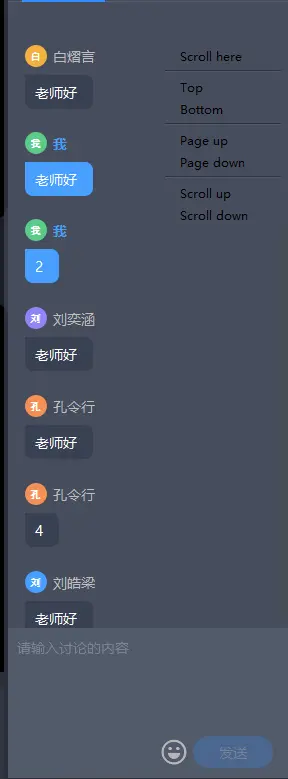 白 白熠言
老师好
我 我
老师好
我 我
2
刘 刘奕涵
老师好
孔 孔令行
老师好
孔 孔令行
4
刘 刘皓梁
老师好
Scroll here
Top
Bottom
Page up
Page down
Scroll up
Scroll down
请输入讨论的内容
发送